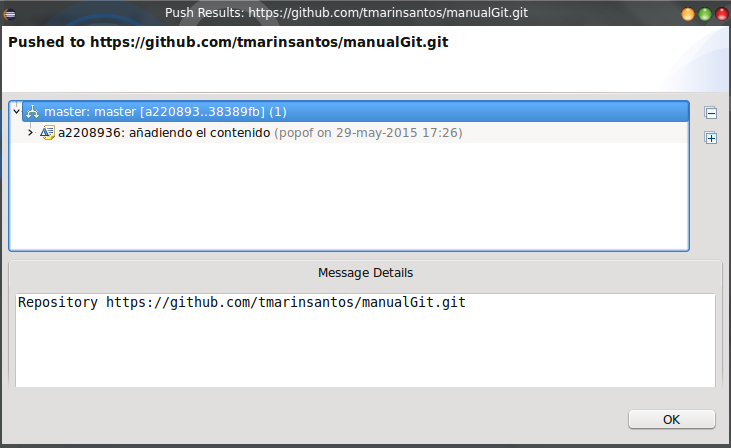 Push Results: https://github.com/tmarinsantos/manualGit.git
Pushed to https://github.com/tmarinsantos/manualGit.git
master: master [a220893..38389fb] (1)
a2208936: añadiendo el contenido (popof on 29-may-2015 17:26)
Message Details
Repository https://github.com/tmarinsantos/manualGit.git
OK